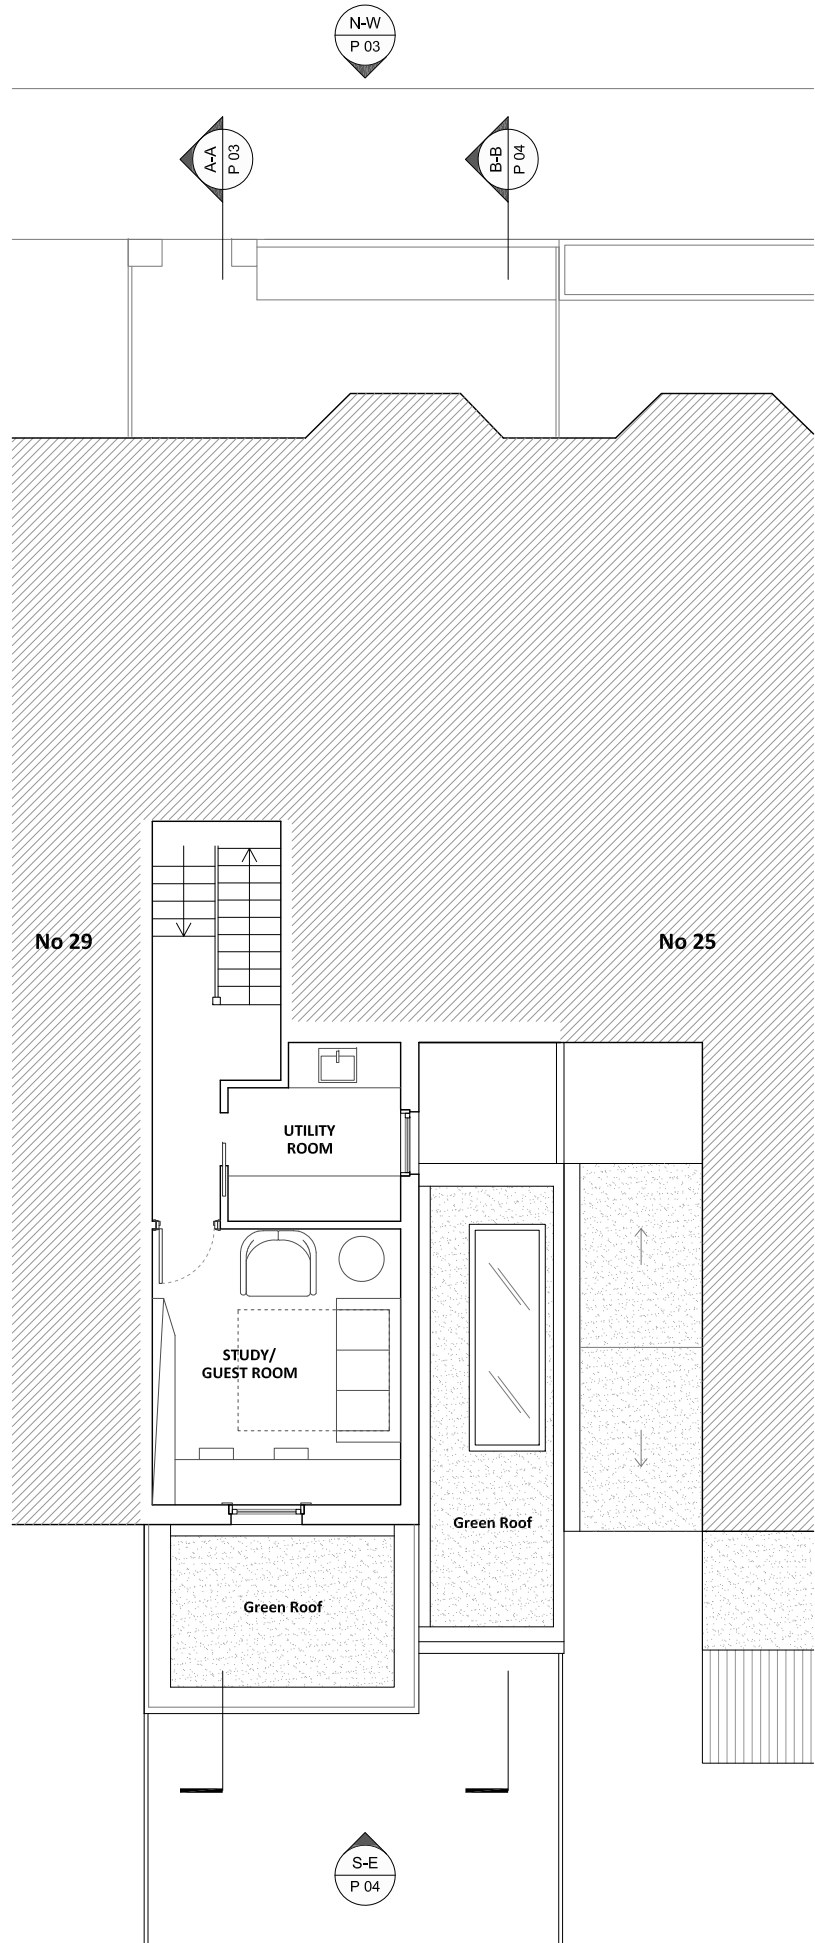 N-W
P 03
A-A
P 03
B-B
P 04
No 29
No 25
UTILITY
ROOM
STUDY/
GUEST ROOM
Green Roof
Green Roof
S-E
P 04